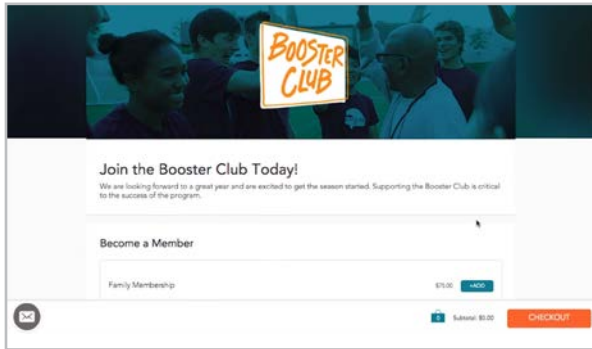 BOOSTER
CLUB
Join the Booster Club Today!
We are looking forward to a great year and are excited to get the season started. Supporting the Booster Club is critical
to the success of the program.
Become a Member
Family Membership $75.00 +ADD
0 Subtotal: $0.00 CHECKOUT